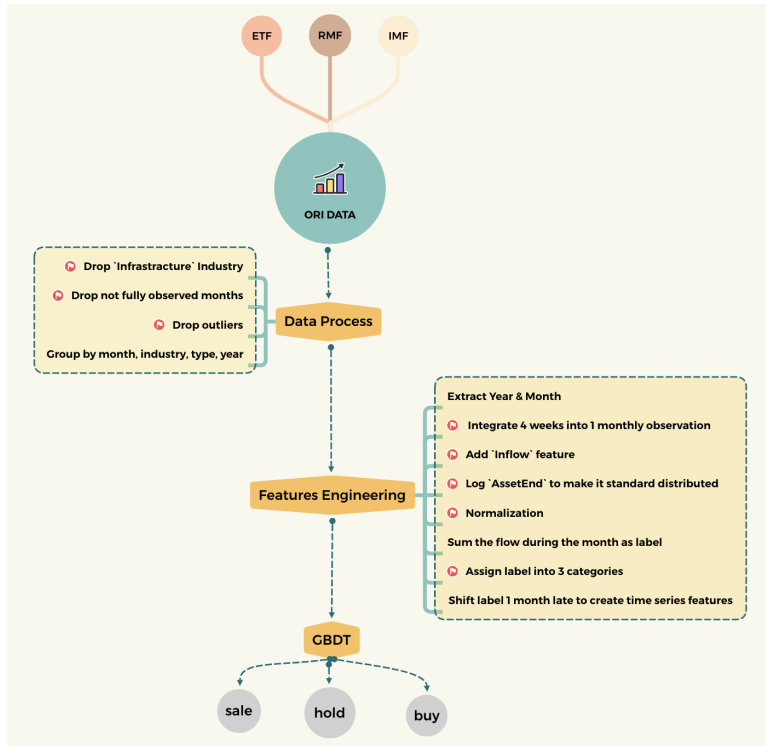 ETF
RMF
IMF
ORI DATA
Drop `Infrastracture` Industry
Drop not fully observed months
Drop outliers
Group by month, industry, type, year
Data Process
Extract Year & Month
Integrate 4 weeks into 1 monthly observation
Add `Inflow` feature
Log `AssetEnd` to make it standard distributed
Normalization
Sum the flow during the month as label
Assign label into 3 categories
Shift label 1 month late to create time series features
Features Engineering
GBDT
sale
hold
buy